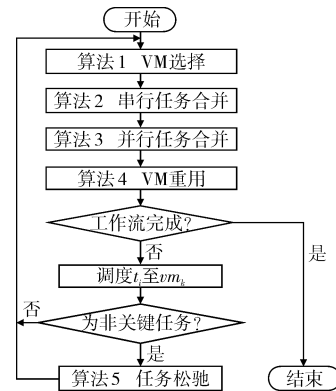 开始
算法1 VM选择
算法2 串行任务合并
算法3 并行任务合并
算法4 VM重用
工作流完成?
是
否
调度tᵢ至vmₖ
否
为非关键任务?
是
算法5 任务松驰
结束